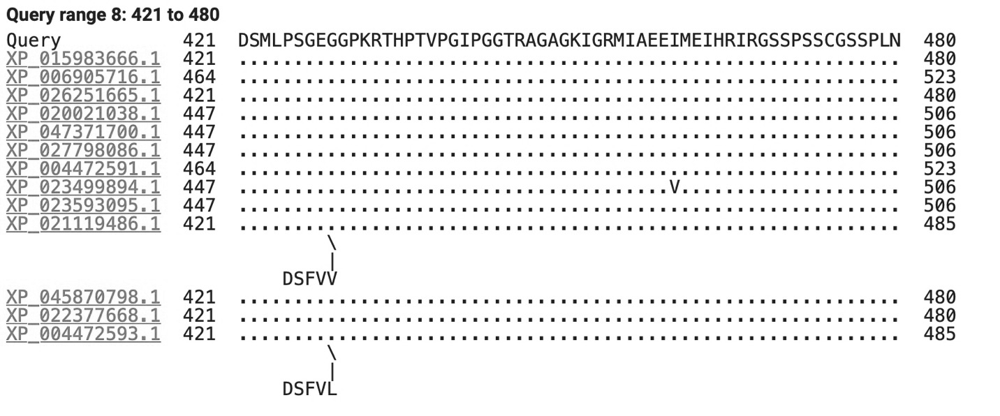 Query range 8: 421 to 480
Query 421 DSMLPSGEGGPKRTHPTVPGIPGGTRAGAGKIGRMIAEEIMEIHRIRGSSPSSCGSSPLN 480
XP_015983666.1 421 ............................................................ 480
XP_006905716.1 464 ............................................................ 523
XP_026251665.1 421 ............................................................ 480
XP_020021038.1 447 ............................................................ 506
XP_047371700.1 447 ............................................................ 506
XP_027798086.1 447 ............................................................ 506
XP_004472591.1 464 ............................................................ 523
XP_023499894.1 447 .......................................V.................... 506
XP_023593095.1 447 ............................................................ 506
XP_021119486.1 421 ............................................................ 485
\
|
DSFVV
XP_045870798.1 421 ............................................................ 480
XP_022377668.1 421 ............................................................ 480
XP_004472593.1 421 ............................................................ 485
\
|
DSFVL